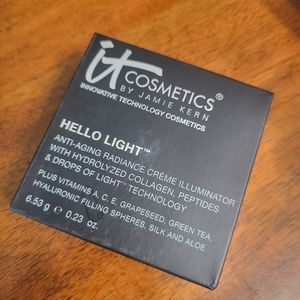 it COSMETICS®
BY JAMIE KERN
INNOVATIVE TECHNOLOGY COSMETICS
HELLO LIGHT™
ANTI-AGING RADIANCE CRÈME ILLUMINATOR
WITH HYDROLYZED COLLAGEN, PEPTIDES
& DROPS OF LIGHT™ TECHNOLOGY
PLUS VITAMINS A, C, E, GRAPESEED, GREEN TEA,
HYALURONIC FILLING SPHERES, SILK AND ALOE
6.53 g ℮ 0.23 oz.